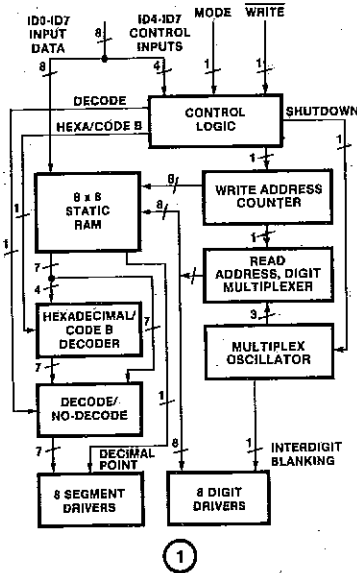 ID0-ID7
INPUT
DATA
8
ID4-ID7
CONTROL
INPUTS
MODE
WRITE
8
4
1
1
DECODE
HEXA/CODE B
CONTROL
LOGIC
SHUTDOWN
1
8 x 8
STATIC
RAM
8
WRITE ADDRESS
COUNTER
8
1
1
1
1
READ
ADDRESS, DIGIT
MULTIPLEXER
7
4
3
HEXADECIMAL/
CODE B
DECODER
7
MULTIPLEX
OSCILLATOR
7
DECODE/
NO-DECODE
1
7
DECIMAL
POINT
8
1
INTERDIGIT
BLANKING
8 SEGMENT
DRIVERS
8 DIGIT
DRIVERS
1